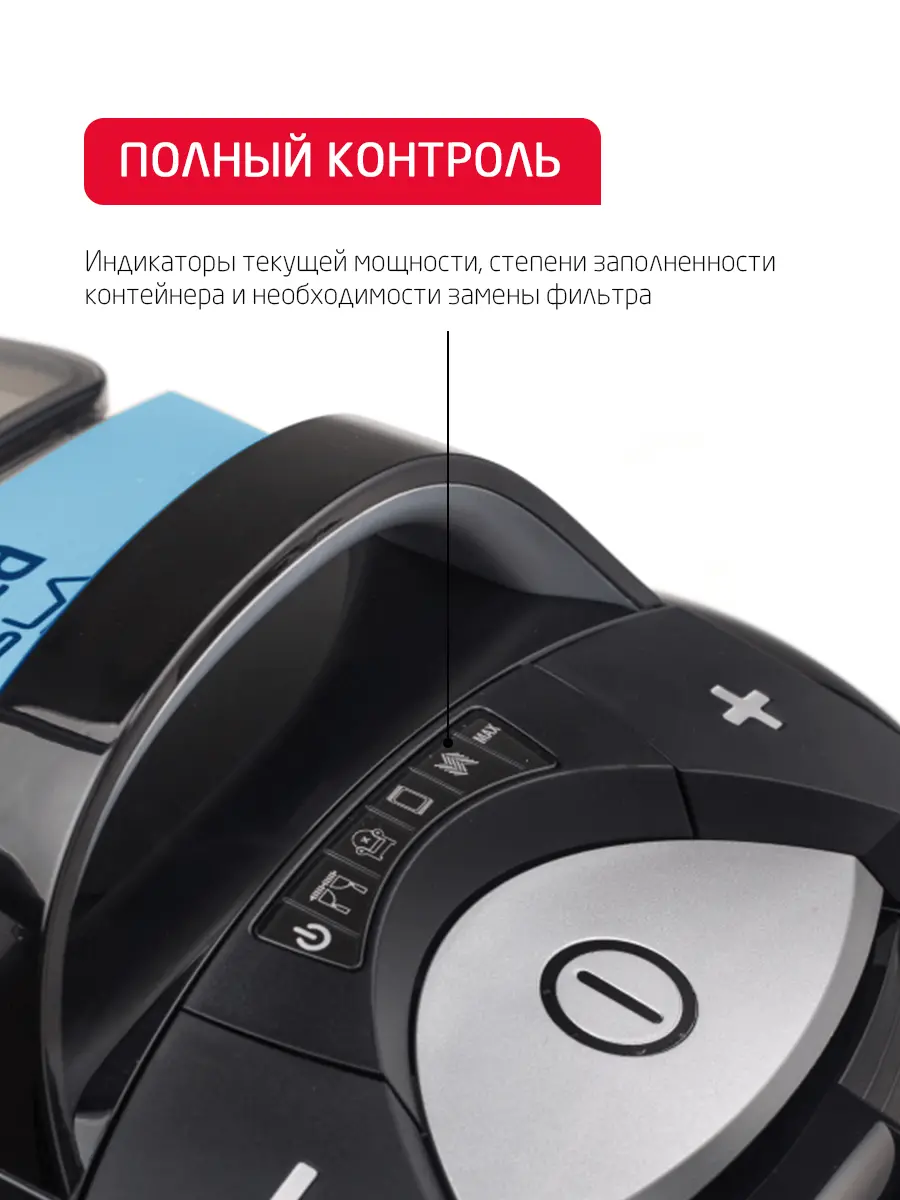 ПОЛНЫЙ КОНТРОЛЬ
Индикаторы текущей мощности, степени заполненности
контейнера и необходимости замены фильтра
MAX